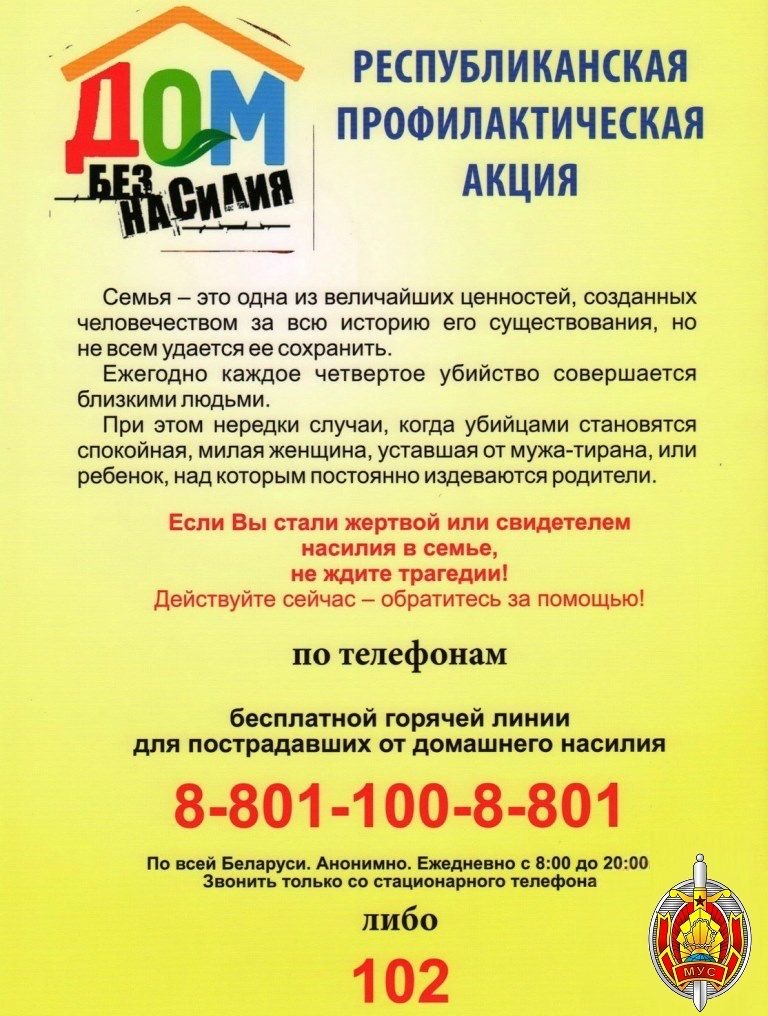 ДОМ
БЕЗ
НАСИЛИЯ
РЕСПУБЛИКАНСКАЯ
ПРОФИЛАКТИЧЕСКАЯ
АКЦИЯ
Семья – это одна из величайших ценностей, созданных
человечеством за всю историю его существования, но
не всем удается ее сохранить.
Ежегодно каждое четвертое убийство совершается
близкими людьми.
При этом нередки случаи, когда убийцами становятся
спокойная, милая женщина, уставшая от мужа-тирана, или
ребенок, над которым постоянно издеваются родители.
Если Вы стали жертвой или свидетелем
насилия в семье,
не ждите трагедии!
Действуйте сейчас – обратитесь за помощью!
по телефонам
бесплатной горячей линии
для пострадавших от домашнего насилия
8-801-100-8-801
По всей Беларуси. Анонимно. Ежедневно с 8:00 до 20:00
Звонить только со стационарного телефона
либо
102
МУС